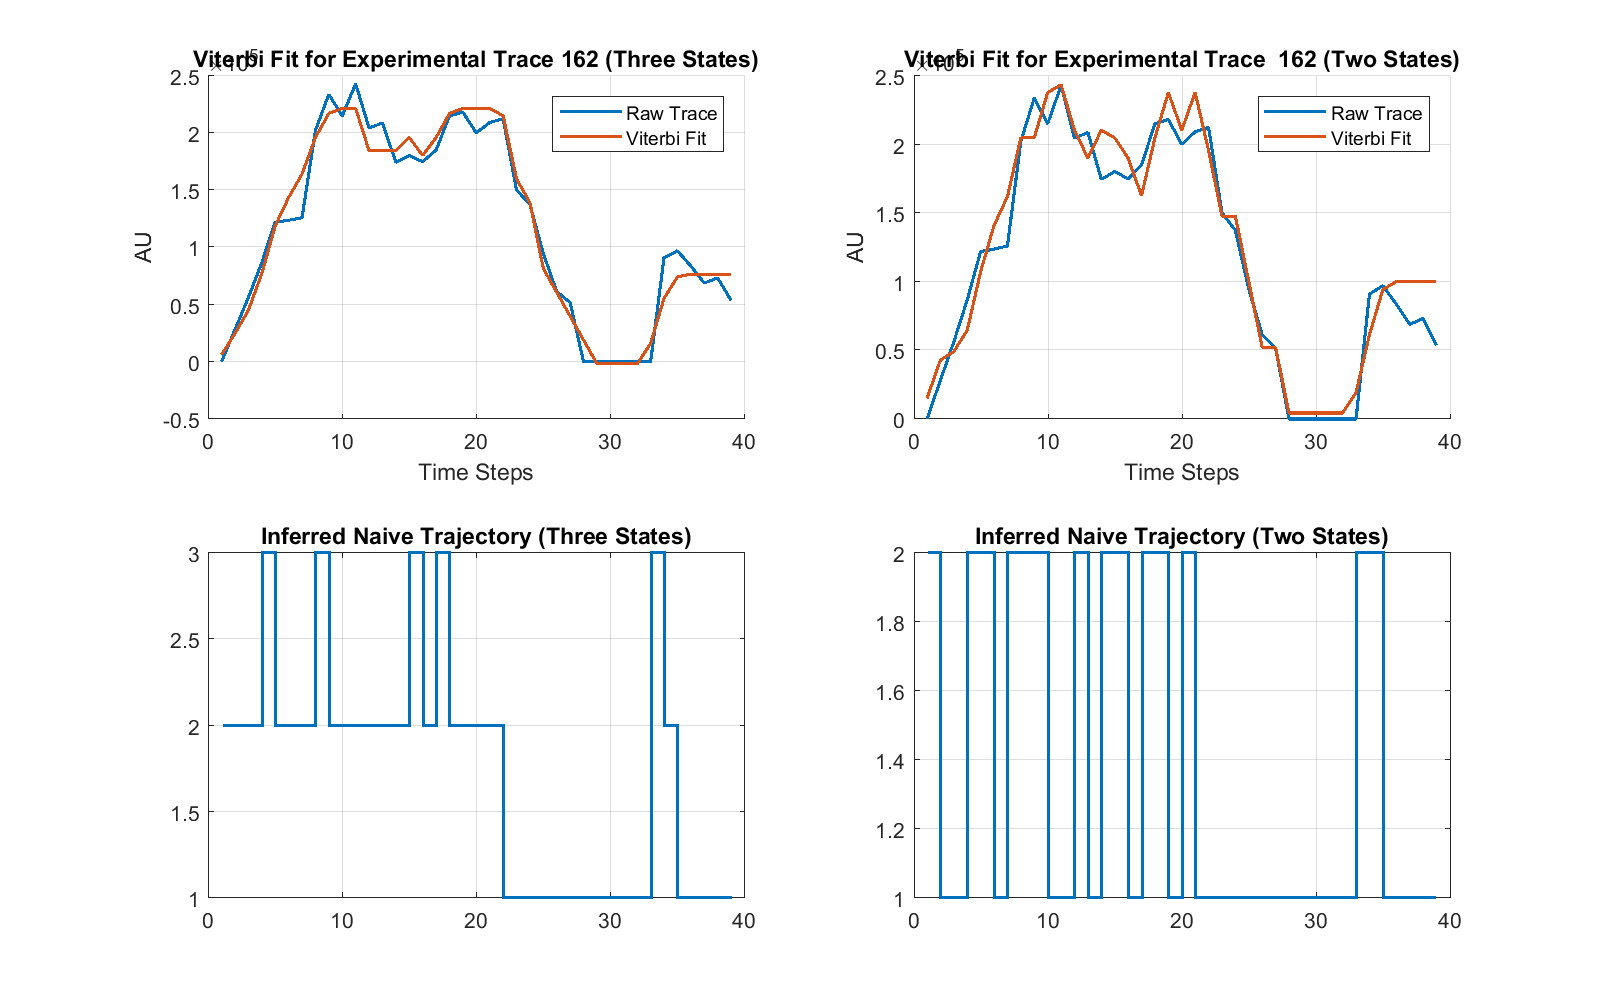 Viterbi Fit for Experimental Trace 162 (Three States)
×10^5
2.5
2
1.5
1
0.5
0
-0.5
AU
Raw Trace
Viterbi Fit
0 10 20 30 40
Time Steps
Viterbi Fit for Experimental Trace 162 (Two States)
×10^5
2.5
2
1.5
1
0.5
0
AU
Raw Trace
Viterbi Fit
0 10 20 30 40
Time Steps
Inferred Naive Trajectory (Three States)
3
2.5
2
1.5
1
0 10 20 30 40
Inferred Naive Trajectory (Two States)
2
1.8
1.6
1.4
1.2
1
0 10 20 30 40